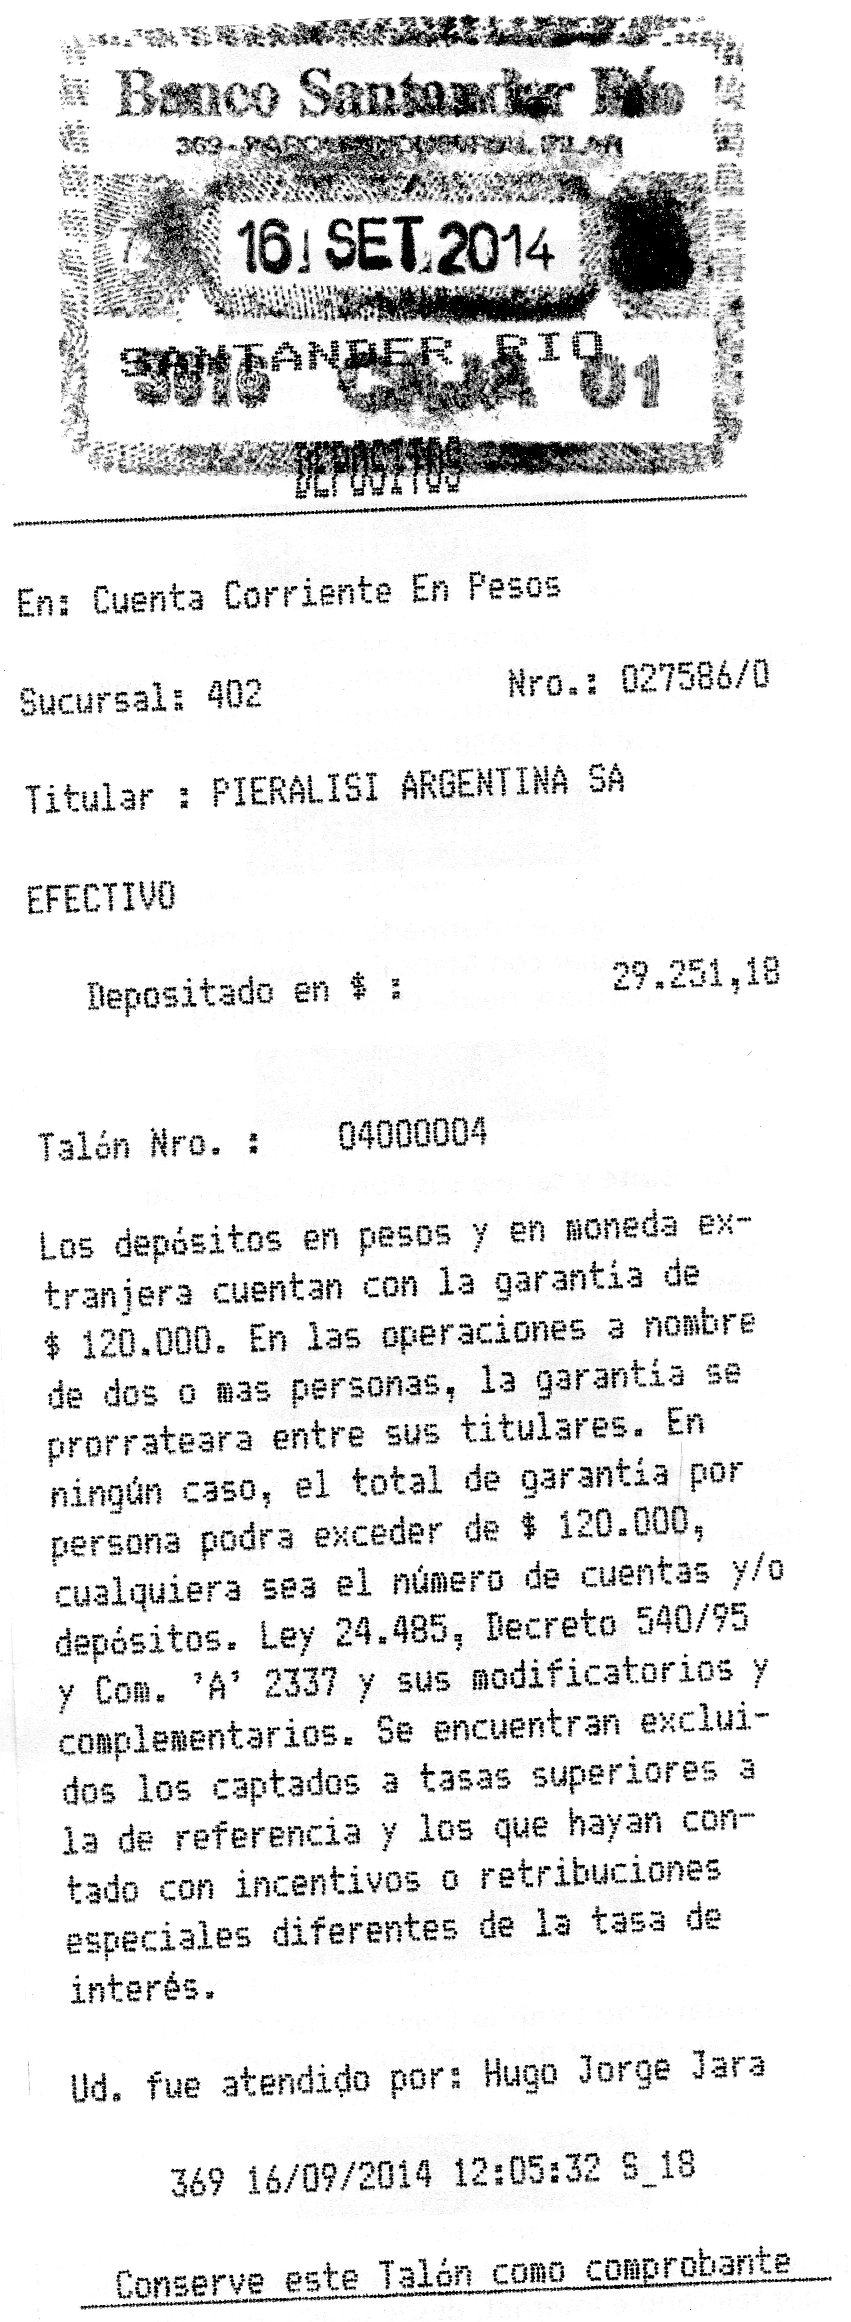 Banco Santander Río
16 SET. 2014
SANTANDER RIO
CAJA 01
DEPOSITOS
En: Cuenta Corriente En Pesos
Sucursal: 402 Nro.: 027586/0
Titular : PIERALISI ARGENTINA SA
EFECTIVO
Depositado en $ : 29.251,18
Talón Nro. : 04000004
Los depósitos en pesos y en moneda ex-
tranjera cuentan con la garantía de
$ 120.000. En las operaciones a nombre
de dos o mas personas, la garantía se
prorrateara entre sus titulares. En
ningún caso, el total de garantía por
persona podra exceder de $ 120.000,
cualquiera sea el número de cuentas y/o
depósitos. Ley 24.485, Decreto 540/95
y Com. 'A' 2337 y sus modificatorios y
complementarios. Se encuentran exclui-
dos los captados a tasas superiores a
la de referencia y los que hayan con-
tado con incentivos o retribuciones
especiales diferentes de la tasa de
interés.
Ud. fue atendido por: Hugo Jorge Jara
369 16/09/2014 12:05:32 S_18
Conserve este Talón como comprobante